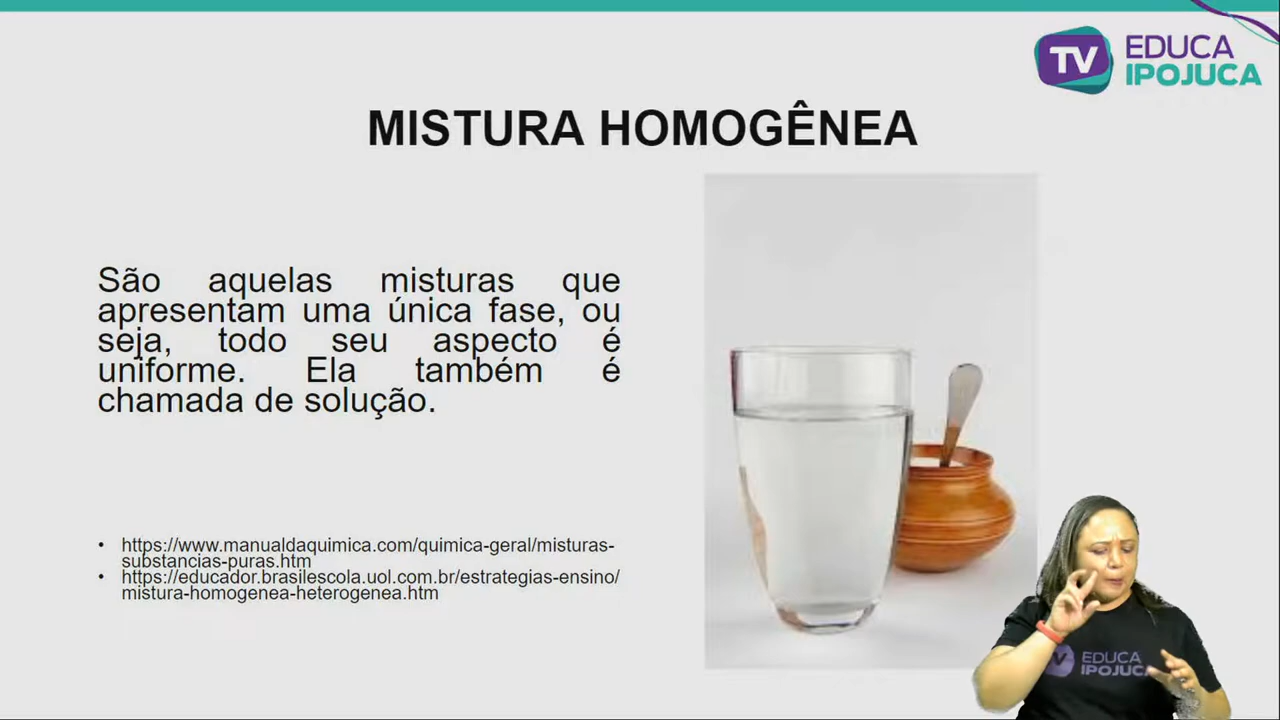 TV EDUCA
IPOJUCA
MISTURA HOMOGÊNEA
São aquelas misturas que
apresentam uma única fase, ou
seja, todo seu aspecto é
uniforme. Ela também é
chamada de solução.
• https://www.manualdaquimica.com/quimica-geral/misturas-
substancias-puras.htm
• https://educador.brasilescola.uol.com.br/estrategias-ensino/
mistura-homogenea-heterogenea.htm
TV EDUCA
IPOJUCA